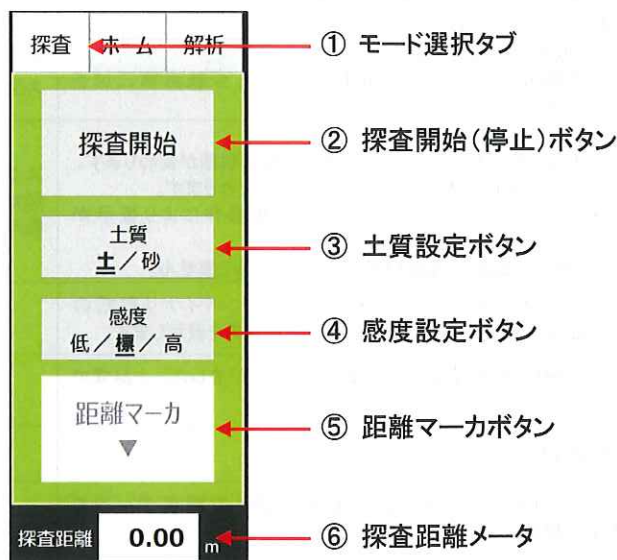 探査 ホーム 解析 ① モード選択タブ
探査開始 ② 探査開始(停止)ボタン
土質
土/砂 ③ 土質設定ボタン
感度
低/標/高 ④ 感度設定ボタン
距離マーカ
▼ ⑤ 距離マーカボタン
探査距離 0.00 m ⑥ 探査距離メータ